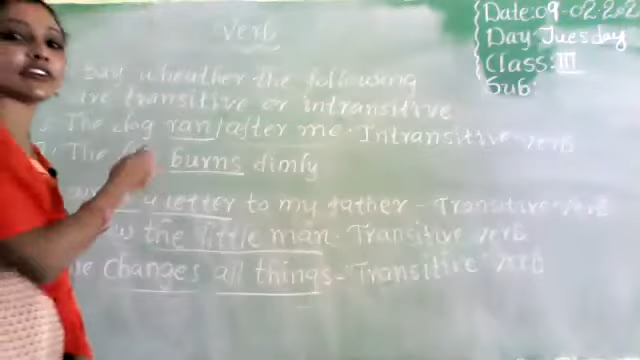 Verb
Date:09-02-202
Day:Tuesday
Class:III
Sub:
say wheather the following
are transitive or intransitive
The dog ran/after me. Intransitive verb
The burns dimly
a letter to my father - Transitive verb
the little man. Transitive verb
changes all things - Transitive verb